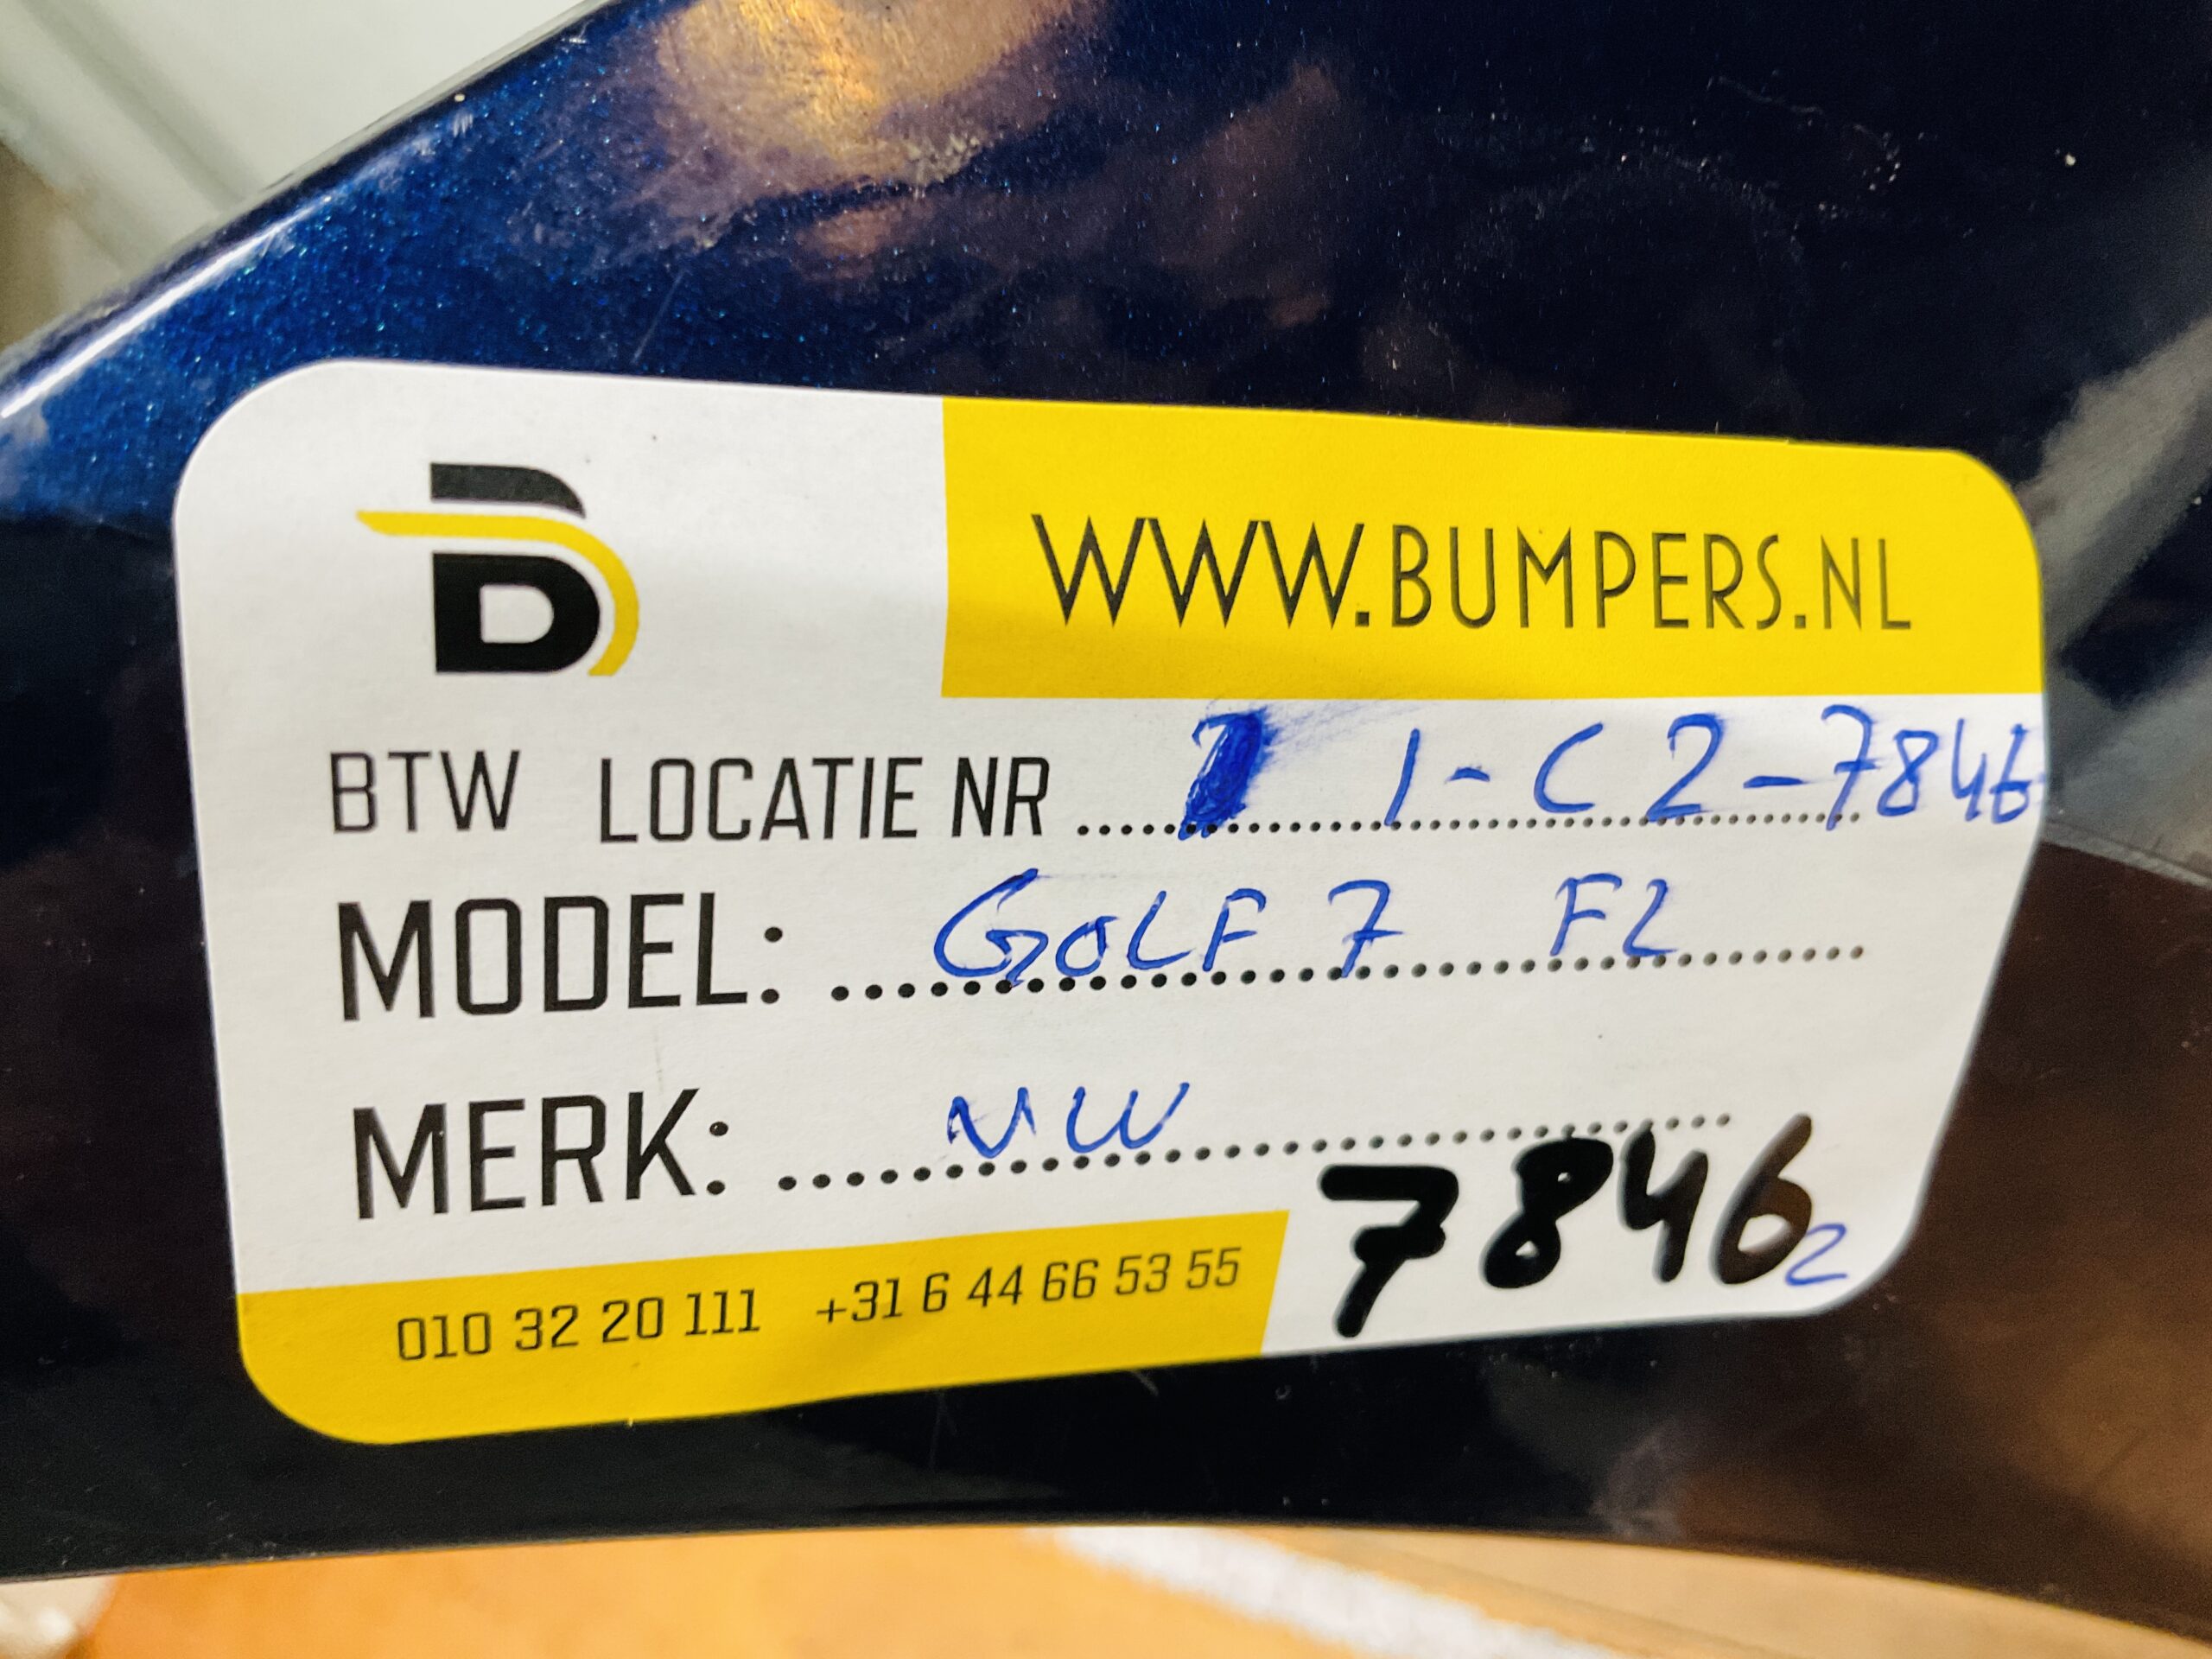 B
WWW.BUMPERS.NL
BTW LOCATIE NR 1-C2-7846
MODEL: GOLF 7 FL
MERK: VW
7846 2
010 32 20 111 +31 6 44 66 53 55